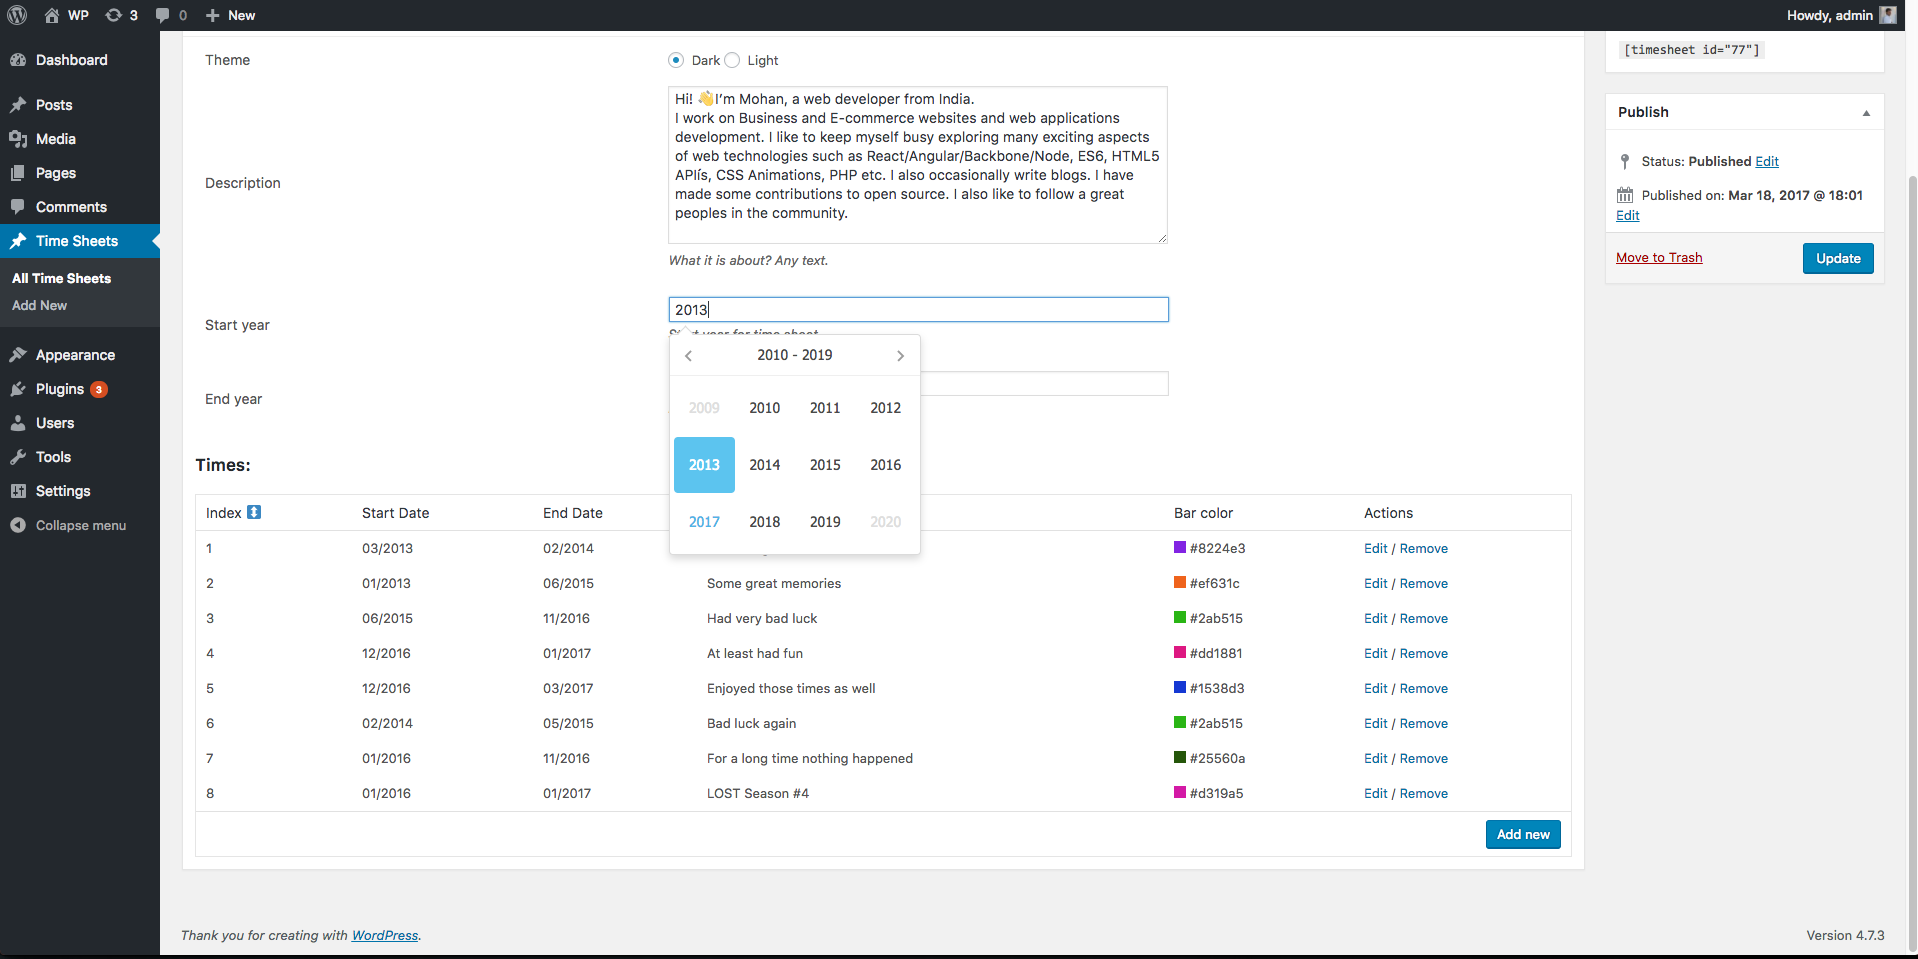 WP 3 0 New Howdy, admin
Dashboard
Posts
Media
Pages
Comments
Time Sheets
All Time Sheets
Add New
Appearance
Plugins 3
Users
Tools
Settings
Collapse menu
Theme Dark Light
Description
Hi! 👋I’m Mohan, a web developer from India.
I work on Business and E-commerce websites and web applications
development. I like to keep myself busy exploring many exciting aspects
of web technologies such as React/Angular/Backbone/Node, ES6, HTML5
APIís, CSS Animations, PHP etc. I also occasionally write blogs. I have
made some contributions to open source. I also like to follow a great
peoples in the community.
What it is about? Any text.
Start year 2013
Start year for time sheet
End year
2010 - 2019
2009 2010 2011 2012
2013 2014 2015 2016
2017 2018 2019 2020
Times:
Index Start Date End Date Bar color Actions
1 03/2013 02/2014 #8224e3 Edit / Remove
2 01/2013 06/2015 Some great memories #ef631c Edit / Remove
3 06/2015 11/2016 Had very bad luck #2ab515 Edit / Remove
4 12/2016 01/2017 At least had fun #dd1881 Edit / Remove
5 12/2016 03/2017 Enjoyed those times as well #1538d3 Edit / Remove
6 02/2014 05/2015 Bad luck again #2ab515 Edit / Remove
7 01/2016 11/2016 For a long time nothing happened #25560a Edit / Remove
8 01/2016 01/2017 LOST Season #4 #d319a5 Edit / Remove
Add new
[timesheet id="77"]
Publish
Status: Published Edit
Published on: Mar 18, 2017 @ 18:01
Edit
Move to Trash Update
Thank you for creating with WordPress. Version 4.7.3